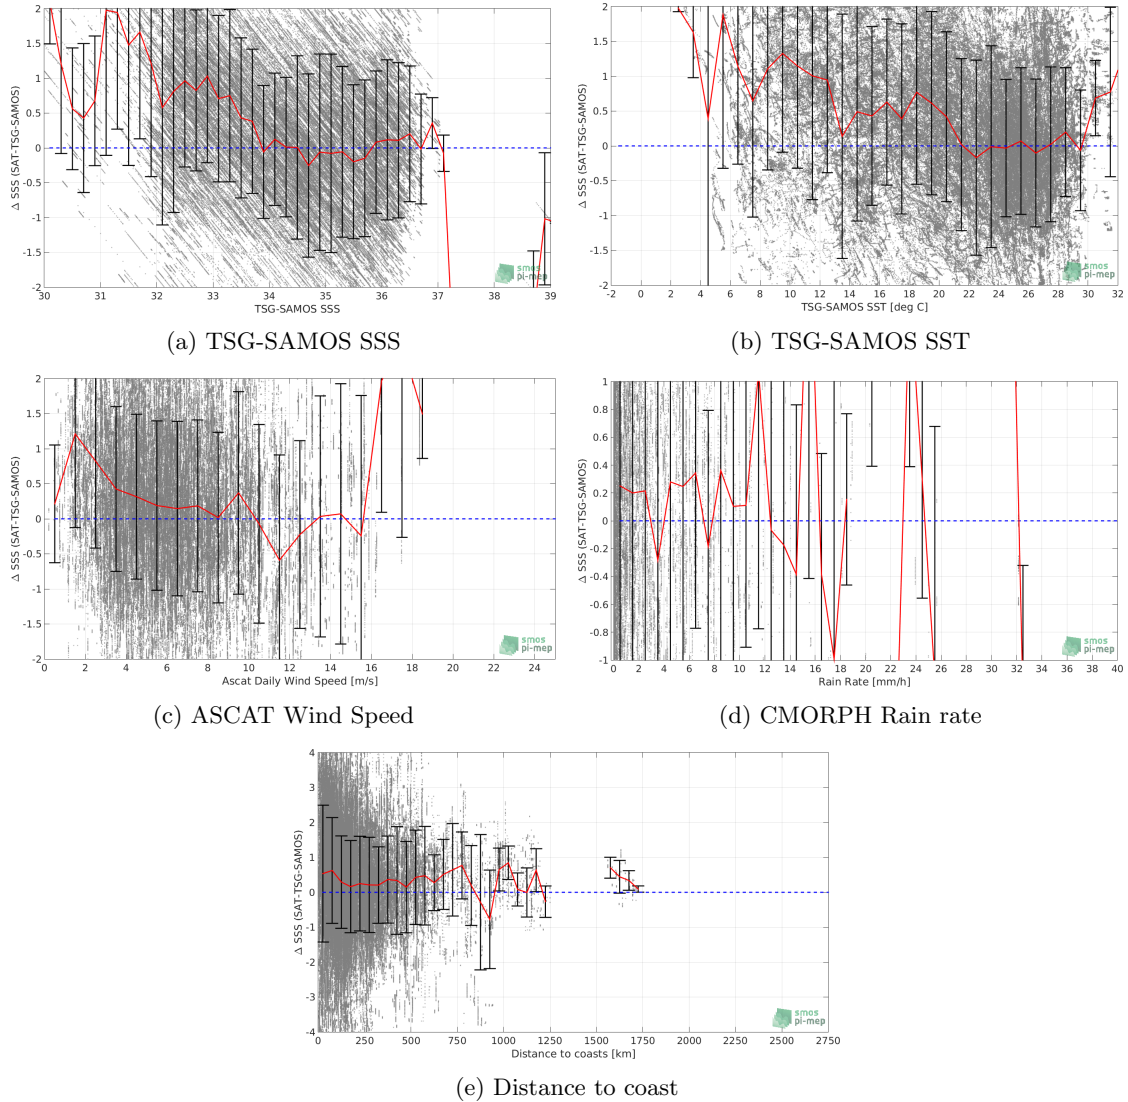 2
1.5
1
0.5
0
-0.5
-1
-1.5
-2
Δ SSS (SAT-TSG-SAMOS)
30 31 32 33 34 35 36 37 38 39
TSG-SAMOS SSS
smos
pi-mep
(a) TSG-SAMOS SSS
2
1.5
1
0.5
0
-0.5
-1
-1.5
-2
Δ SSS (SAT-TSG-SAMOS)
-2 0 2 4 6 8 10 12 14 16 18 20 22 24 26 28 30 32
TSG-SAMOS SST [deg C]
smos
pi-mep
(b) TSG-SAMOS SST
2
1.5
1
0.5
0
-0.5
-1
-1.5
-2
Δ SSS (SAT-TSG-SAMOS)
0 2 4 6 8 10 12 14 16 18 20 22 24
Ascat Daily Wind Speed [m/s]
smos
pi-mep
(c) ASCAT Wind Speed
1
0.8
0.6
0.4
0.2
0
-0.2
-0.4
-0.6
-0.8
-1
Δ SSS (SAT-TSG-SAMOS)
0 2 4 6 8 10 12 14 16 18 20 22 24 26 28 30 32 34 36 38 40
Rain Rate [mm/h]
smos
pi-mep
(d) CMORPH Rain rate
4
3
2
1
0
-1
-2
-3
-4
Δ SSS (SAT-TSG-SAMOS)
0 250 500 750 1000 1250 1500 1750 2000 2250 2500 2750
Distance to coasts [km]
smos
pi-mep
(e) Distance to coast